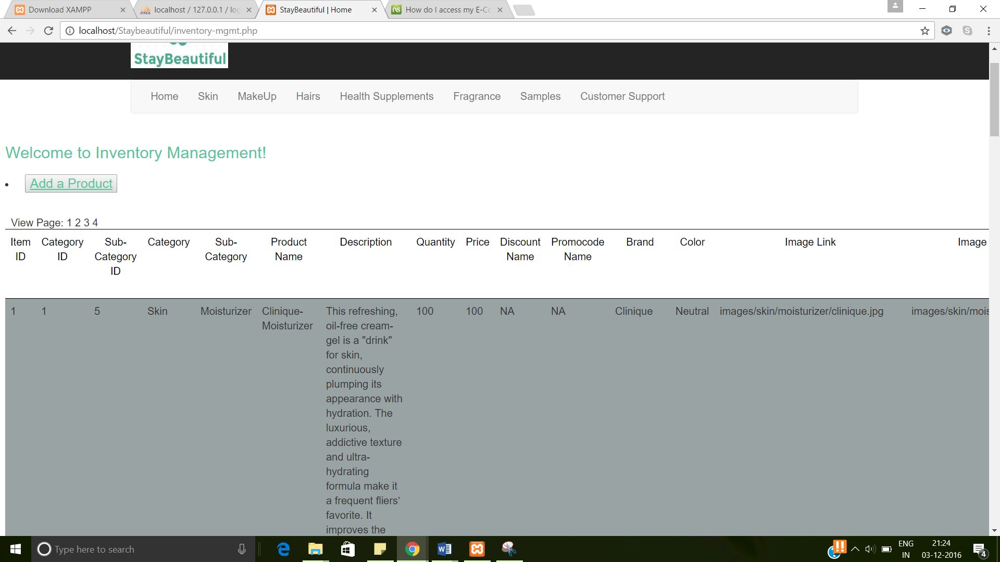 Download XAMPP
localhost / 127.0.0.1 / log
StayBeautiful | Home
How do I access my E-Co
localhost/Staybeautiful/inventory-mgmt.php
StayBeautiful
Home Skin MakeUp Hairs Health Supplements Fragrance Samples Customer Support
Welcome to Inventory Management!
Add a Product
View Page: 1 2 3 4
Item ID
Category ID
Sub-Category ID
Category
Sub-Category
Product Name
Description
Quantity
Price
Discount Name
Promocode Name
Brand
Color
Image Link
Image
1
1
5
Skin
Moisturizer
Clinique-
Moisturizer
This refreshing,
oil-free cream-
gel is a "drink"
for skin,
continuously
plumping its
appearance with
hydration. The
luxurious,
addictive texture
and ultra-
hydrating
formula make it
a frequent fliers’
favorite. It
improves the
100
100
NA
NA
Clinique
Neutral
images/skin/moisturizer/clinique.jpg
images/skin/mois
Type here to search
ENG
IN
21:24
03-12-2016
4